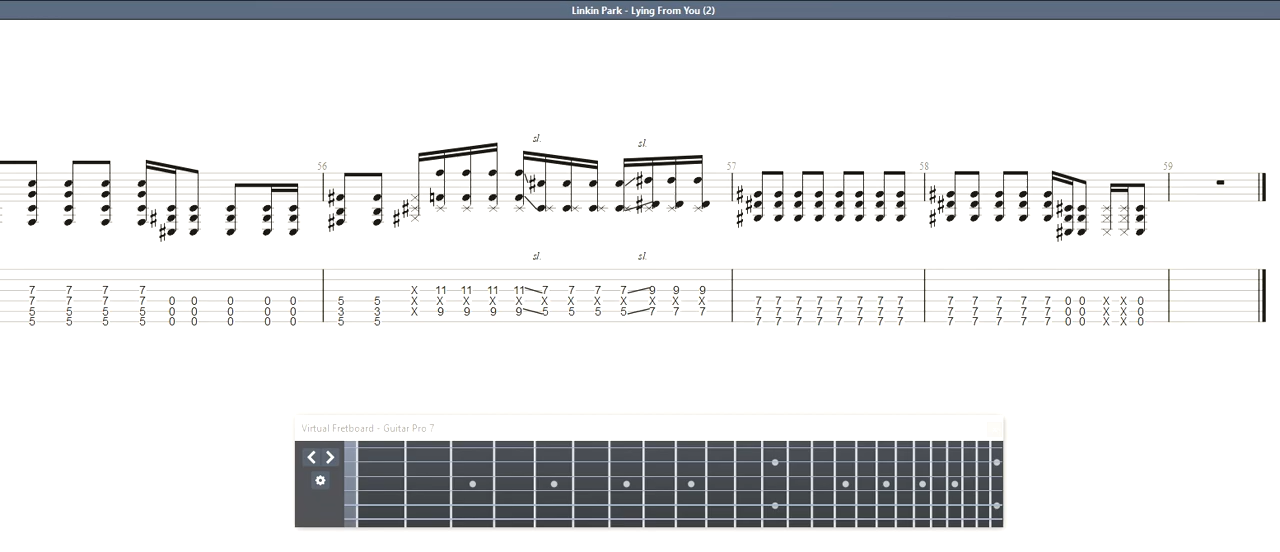 Linkin Park - Lying From You (2)
sl. sl.
56 57 58 59
sl. sl.
7 7 7 7 X 11 11 11 11 7 7 7 7 9 9 9
7 7 7 7 0 0 0 0 0 5 5 X X X X X X X X X X X X 7 7 7 7 7 7 7 7 7 7 7 7 0 0 X X 0
5 5 5 5 0 0 0 0 0 3 3 X 9 9 9 9 5 5 5 5 7 7 7 7 7 7 7 7 7 7 7 7 7 7 7 0 0 X X 0
5 5 5 5 0 0 0 0 0 5 5 7 7 7 7 7 7 7 7 7 7 7 7 0 0 X X 0
Virtual Fretboard - Guitar Pro 7